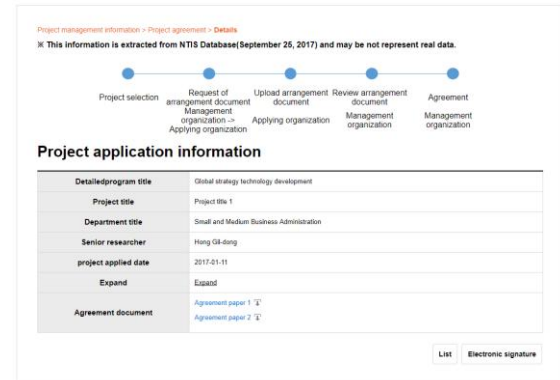 Project management information > Project agreement > Details
※ This information is extracted from NTIS Database(September 25, 2017) and may be not represent real data.
Project selection
Request of arrangement document
Management organization -> Applying organization
Upload arrangement document
Applying organization
Review arrangement document
Management organization
Agreement
Management organization
Project application information
Detailedprogram title Global strategy technology development
Project title Project title 1
Department title Small and Medium Business Administration
Senior researcher Hong Gil-dong
project applied date 2017-01-11
Expand Expand
Agreement document Agreement paper 1
Agreement paper 2
List Electronic signature